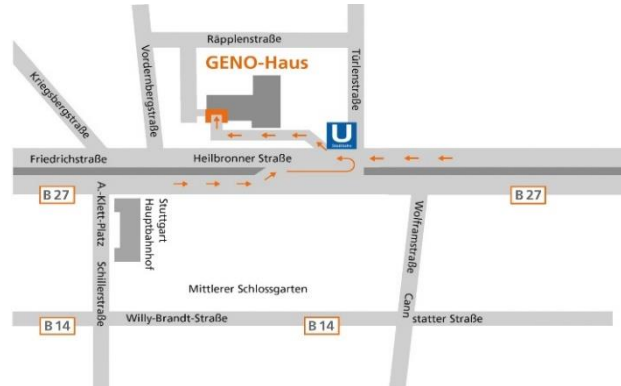 Räpplenstraße
GENO-Haus
Kriegsbergstraße
Vordernbergstraße
Türlenstraße
U
Stadtbahn
Friedrichstraße
Heilbronner Straße
B 27
B 27
A.-Klett-Platz
Stuttgart
Hauptbahnhof
Wolframstraße
Schillerstraße
Mittlerer Schlossgarten
Cann
statter Straße
B 14
Willy-Brandt-Straße
B 14